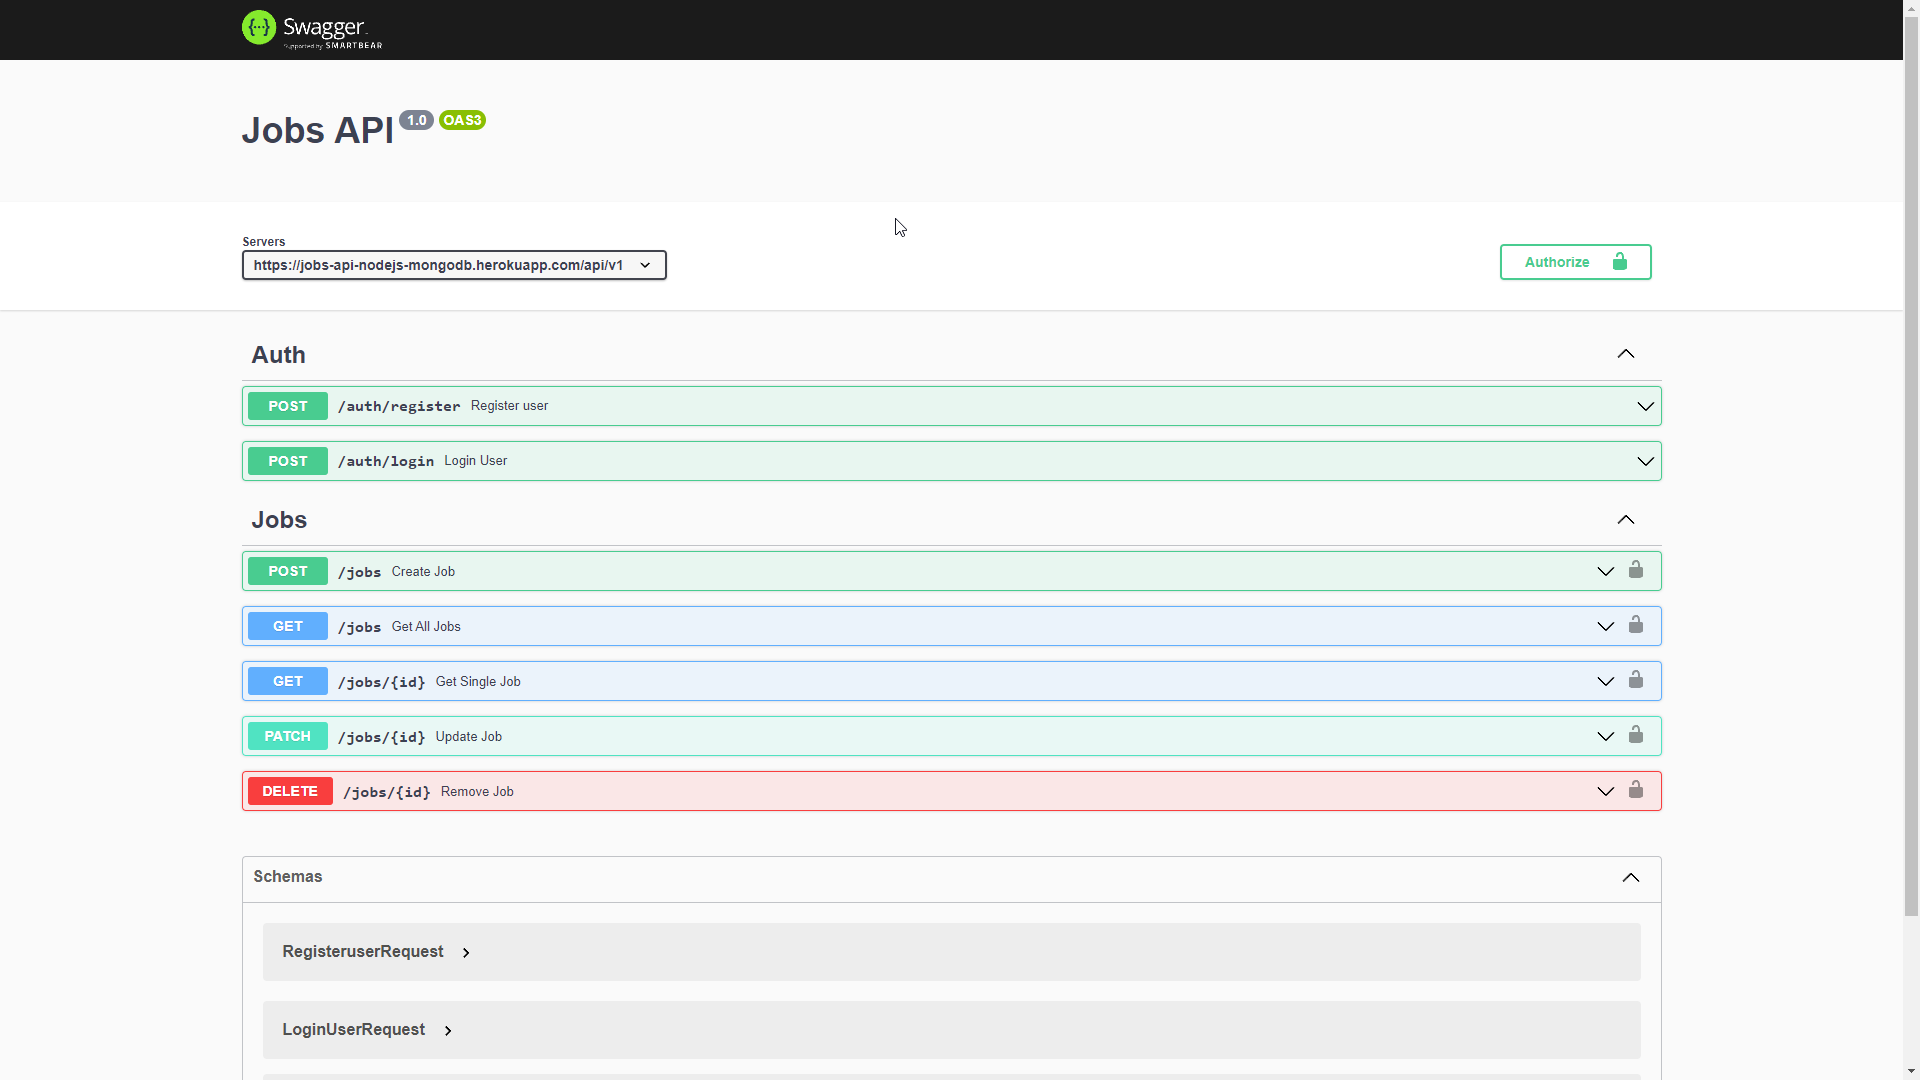 {...} Swagger
Supported by SMARTBEAR
Jobs API 1.0 OAS3
Servers
https://jobs-api-nodejs-mongodb.herokuapp.com/api/v1
Authorize
Auth
POST /auth/register Register user
POST /auth/login Login User
Jobs
POST /jobs Create Job
GET /jobs Get All Jobs
GET /jobs/{id} Get Single Job
PATCH /jobs/{id} Update Job
DELETE /jobs/{id} Remove Job
Schemas
RegisteruserRequest
LoginUserRequest